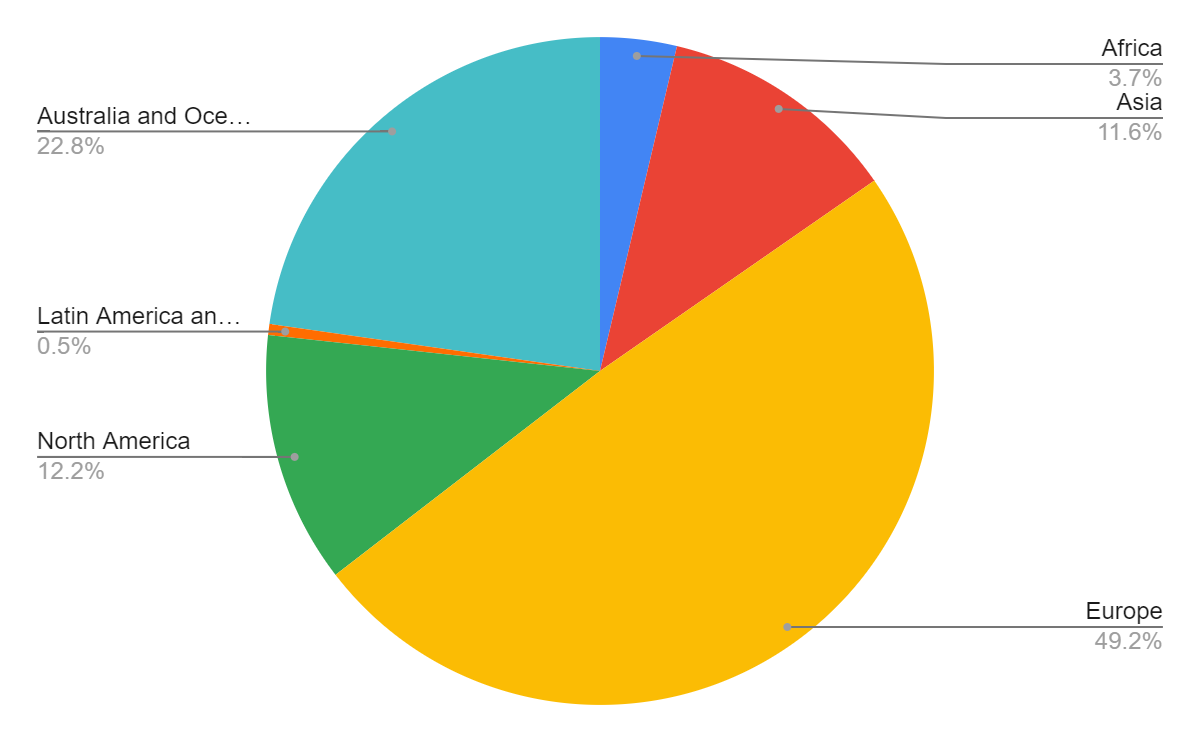 Africa
3.7%
Asia
11.6%
Australia and Oce…
22.8%
Latin America an…
0.5%
North America
12.2%
Europe
49.2%